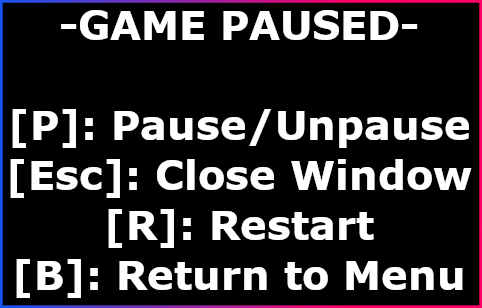 -GAME PAUSED-
[P]: Pause/Unpause
[Esc]: Close Window
[R]: Restart
[B]: Return to Menu